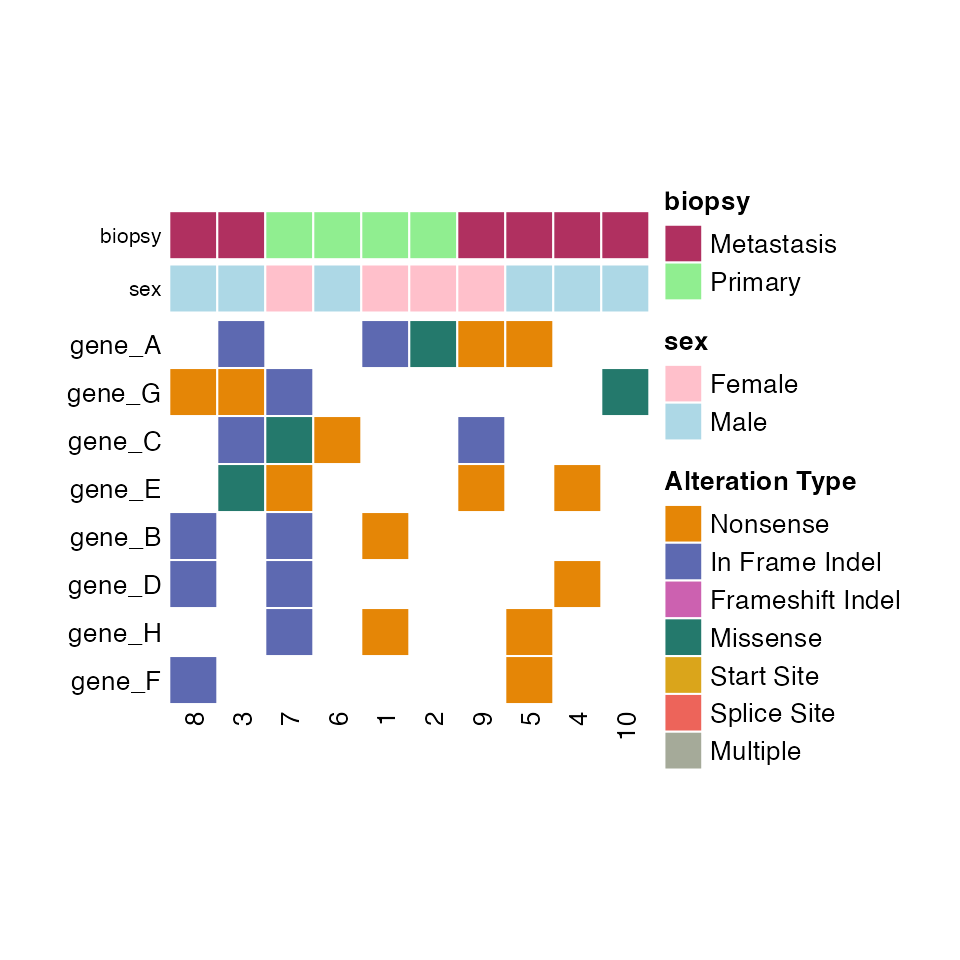 biopsy
sex
gene_A
gene_G
gene_C
gene_E
gene_B
gene_D
gene_H
gene_F
8 3 7 6 1 2 9 5 4 10
biopsy
Metastasis
Primary
sex
Female
Male
Alteration Type
Nonsense
In Frame Indel
Frameshift Indel
Missense
Start Site
Splice Site
Multiple